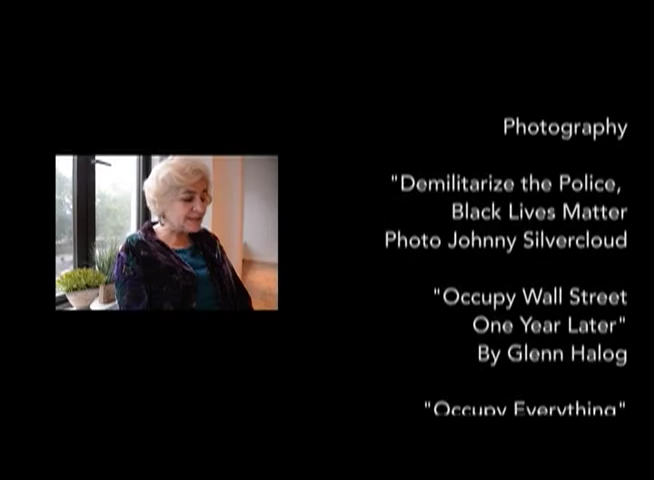 Photography
"Demilitarize the Police,
Black Lives Matter
Photo Johnny Silvercloud
"Occupy Wall Street
One Year Later"
By Glenn Halog
"Occupy Everything"